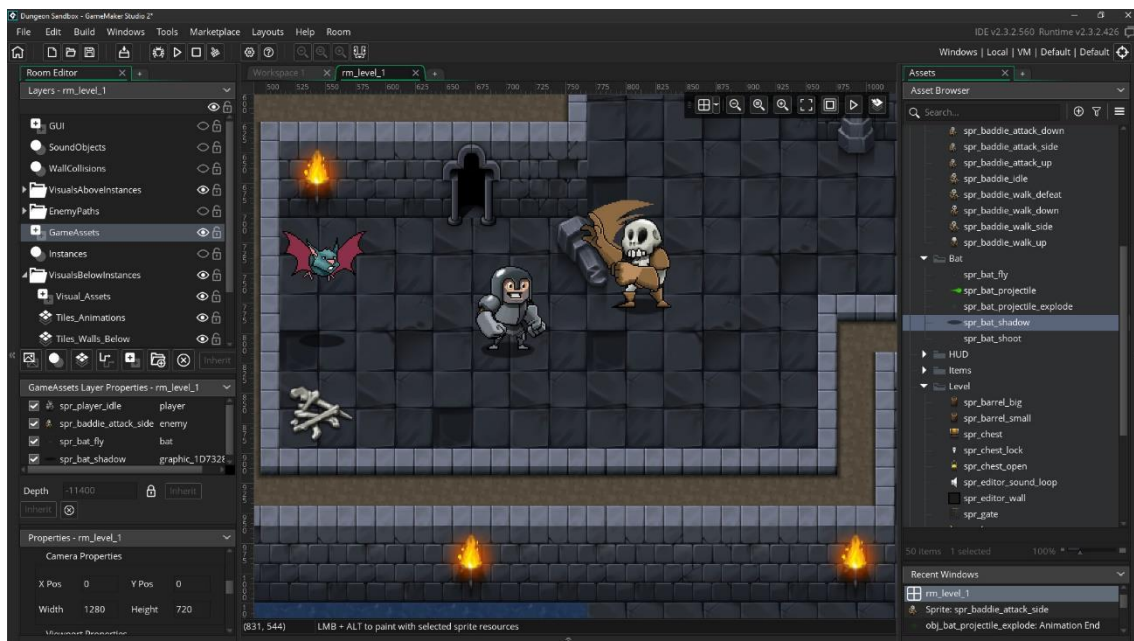 Dungeon Sandbox - GameMaker Studio 2*
File Edit Build Windows Tools Marketplace Layouts Help Room
IDE v2.3.2.560 Runtime v2.3.2.426
Windows | Local | VM | Default | Default
Room Editor
Layers - rm_level_1
GUI
SoundObjects
WallCollisions
VisualsAboveInstances
EnemyPaths
GameAssets
Instances
VisualsBelowInstances
Visual_Assets
Tiles_Animations
Tiles_Walls_Below
Inherit
GameAssets Layer Properties - rm_level_1
spr_player_idle player
spr_baddie_attack_side enemy
spr_bat_fly bat
spr_bat_shadow graphic_1D7328
Depth -11400 Inherit
Inherit
Properties - rm_level_1
Camera Properties
X Pos 0 Y Pos 0
Width 1280 Height 720
Viewport Properties
Workspace 1 rm_level_1
500 525 550 575 600 625 650 675 700 725 750 775 800 825 850 875 900 925 950 975 1000
(831, 544) LMB + ALT to paint with selected sprite resources
Assets
Asset Browser
Search...
spr_baddie_attack_down
spr_baddie_attack_side
spr_baddie_attack_up
spr_baddie_idle
spr_baddie_walk_defeat
spr_baddie_walk_down
spr_baddie_walk_side
spr_baddie_walk_up
Bat
spr_bat_fly
spr_bat_projectile
spr_bat_projectile_explode
spr_bat_shadow
spr_bat_shoot
HUD
Items
Level
spr_barrel_big
spr_barrel_small
spr_chest
spr_chest_lock
spr_chest_open
spr_editor_sound_loop
spr_editor_wall
spr_gate
50 items 1 selected 100%
Recent Windows
rm_level_1
Sprite: spr_baddie_attack_side
obj_bat_projectile_explode: Animation End